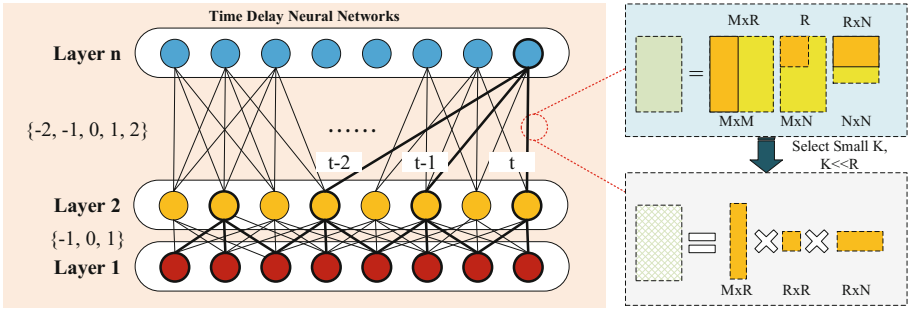 Time Delay Neural Networks
Layer n
{-2, -1, 0, 1, 2}
......
t-2
t-1
t
Layer 2
{-1, 0, 1}
Layer 1
MxR
R
RxN
=
MxM
MxN
NxN
Select Small K,
K<<R
MxR
RxR
RxN